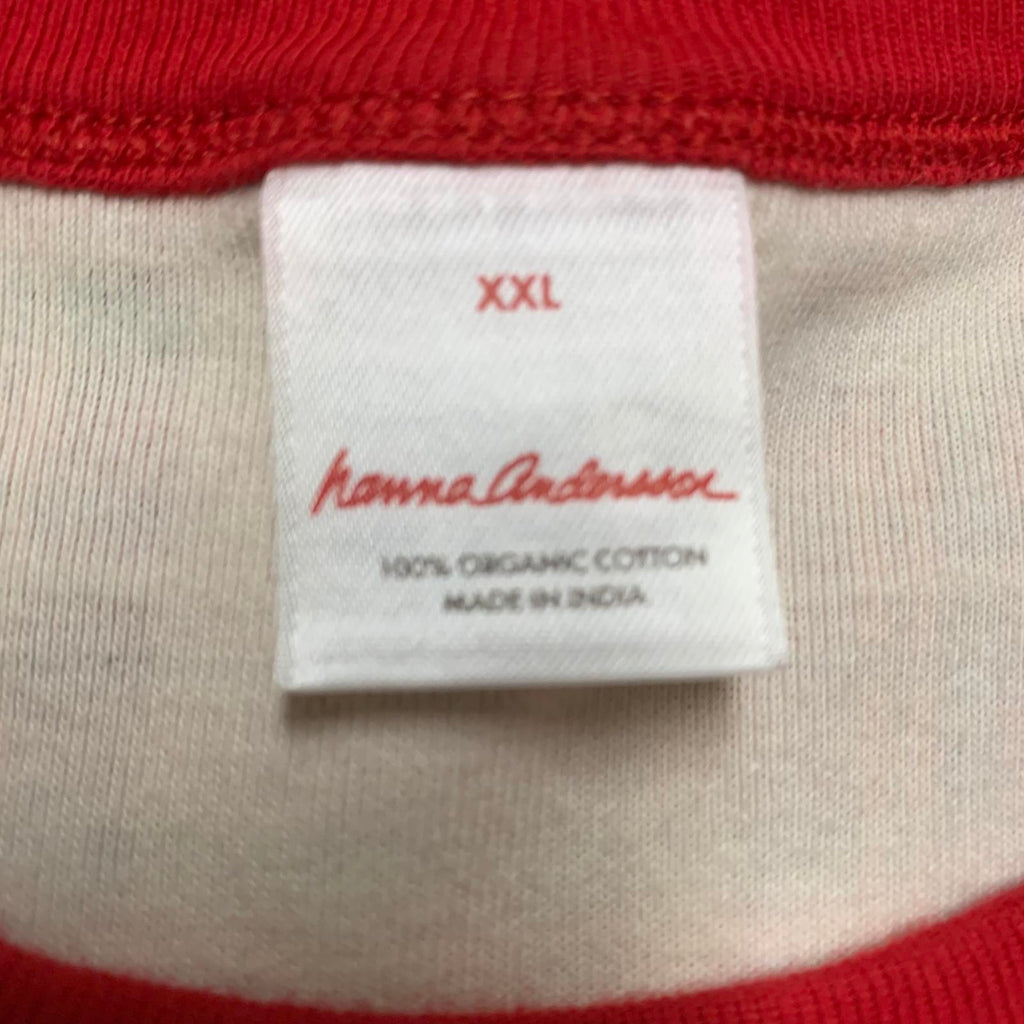 XXL
hanna Andersson
100% ORGANIC COTTON
MADE IN INDIA